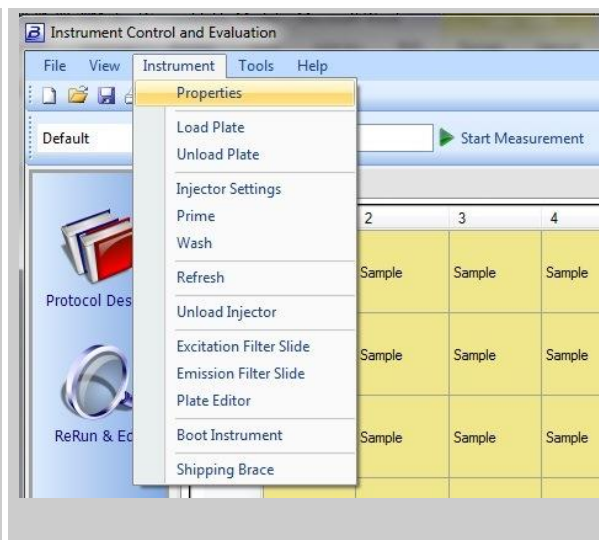 Instrument Control and Evaluation
File View Instrument Tools Help
Default Start Measurement
Properties
Load Plate
Unload Plate
Injector Settings
Prime
Wash
Refresh
Unload Injector
Excitation Filter Slide
Emission Filter Slide
Plate Editor
Boot Instrument
Shipping Brace
Protocol Des
ReRun & Ed
2 3 4
Sample Sample Sample
Sample Sample Sample
Sample Sample Sample